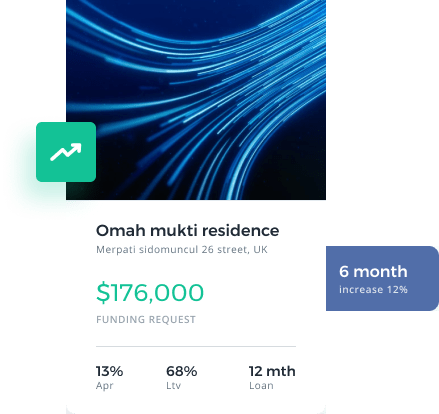 Omah mukti residence
Merpati sidomuncul 26 street, UK
$176,000
FUNDING REQUEST
6 month
increase 12%
13% 68% 12 mth
Apr Ltv Loan